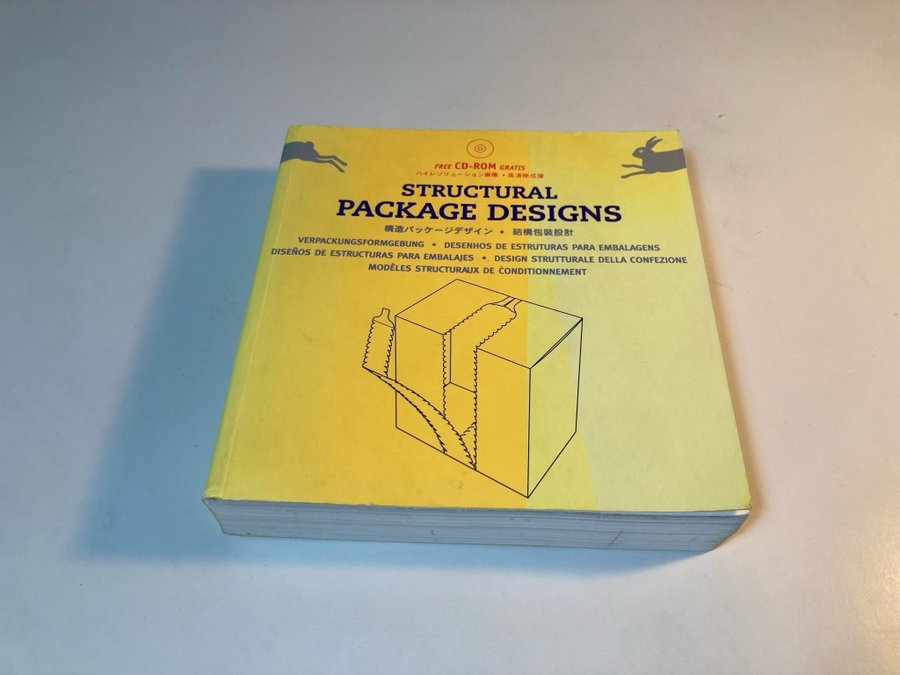 FREE CD-ROM GRATIS
ハイレゾリューション画像 • 高清晰成像
STRUCTURAL
PACKAGE DESIGNS
構造パッケージデザイン • 結構包裝設計
VERPACKUNGSFORMGEBUNG • DESENHOS DE ESTRUTURAS PARA EMBALAGENS
DISEÑOS DE ESTRUCTURAS PARA EMBALAJES • DESIGN STRUTTURALE DELLA CONFEZIONE
MODÈLES STRUCTURAUX DE CONDITIONNEMENT